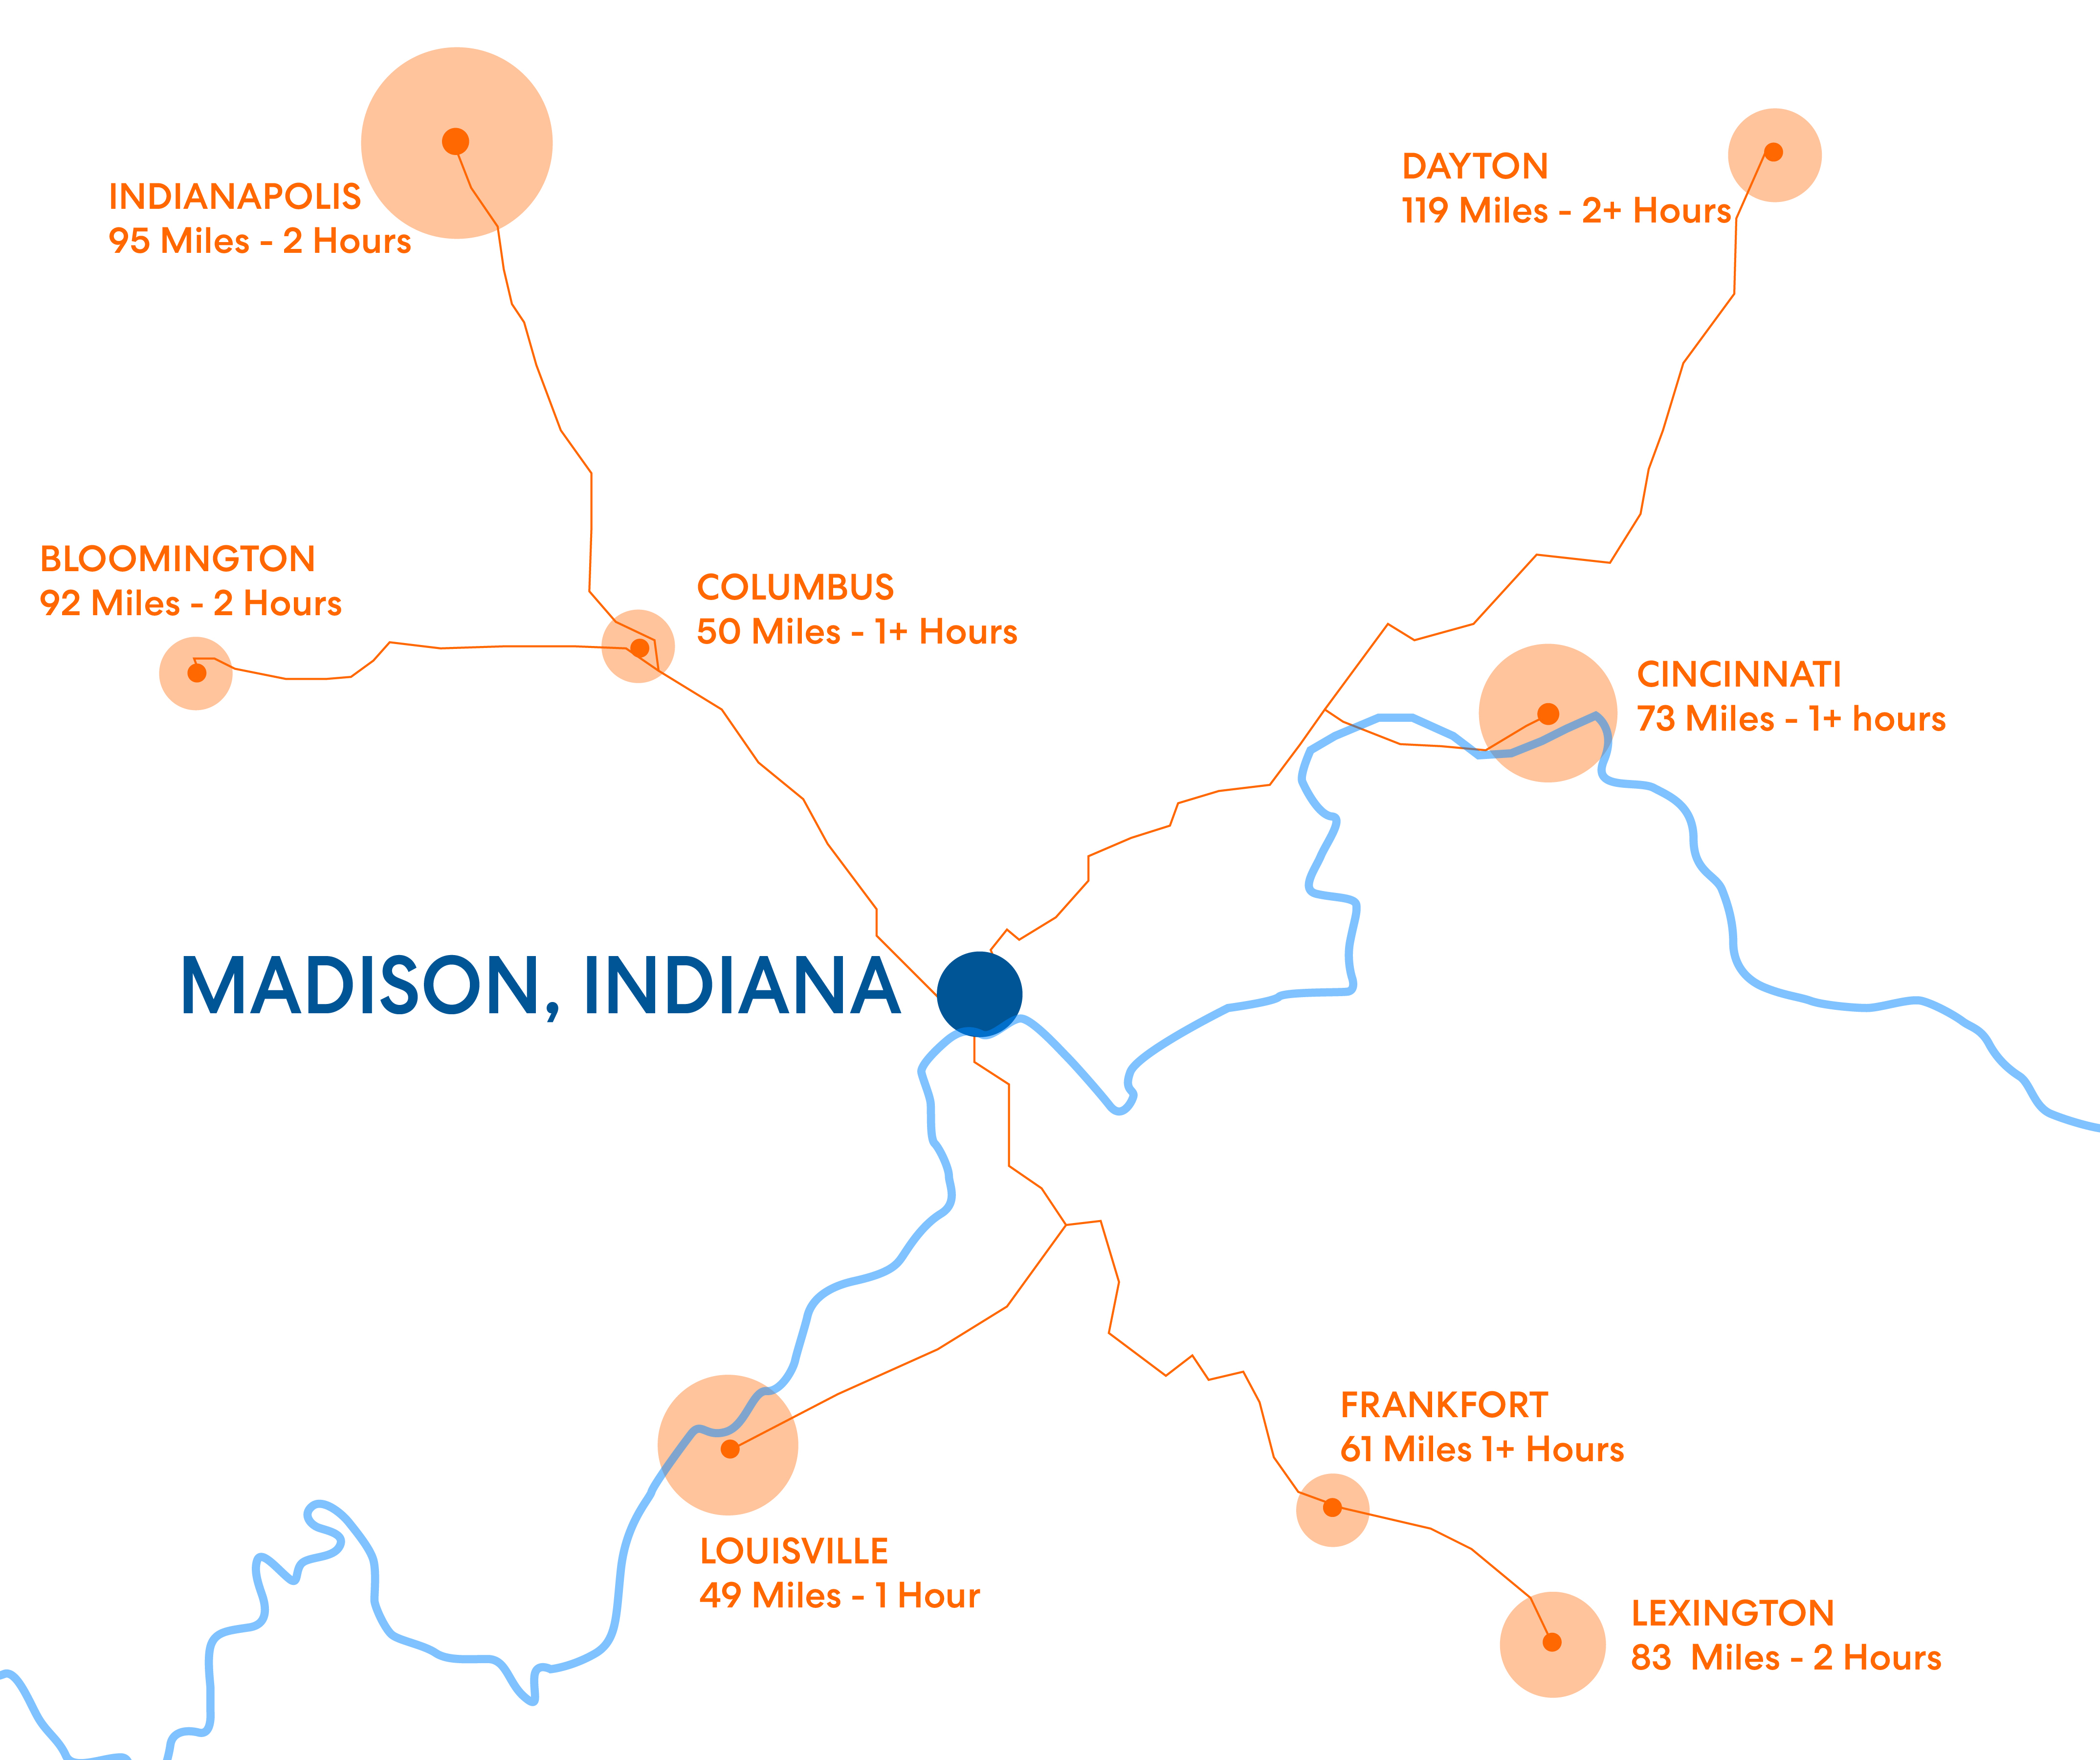 DAYTON
119 Miles - 2+ Hours
INDIANAPOLIS
95 Miles - 2 Hours
BLOOMINGTON
92 Miles - 2 Hours
COLUMBUS
50 Miles - 1+ Hours
CINCINNATI
73 Miles - 1+ hours
MADISON, INDIANA
FRANKFORT
61 Miles 1+ Hours
LOUISVILLE
49 Miles - 1 Hour
LEXINGTON
83 Miles - 2 Hours